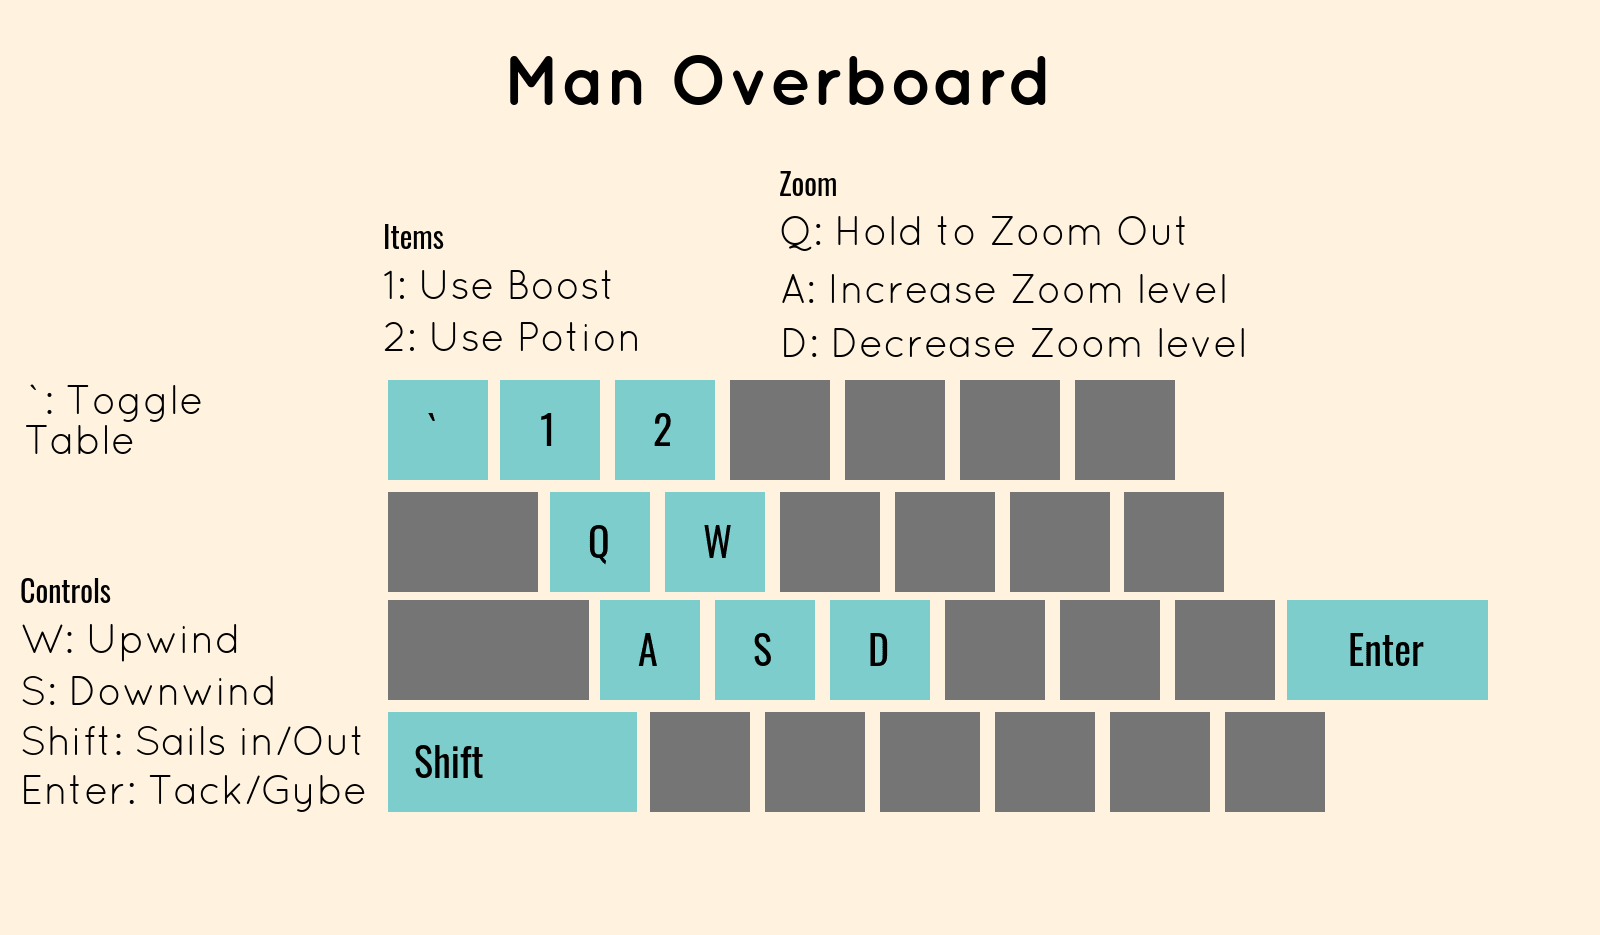 Man Overboard
Zoom
Q: Hold to Zoom Out
A: Increase Zoom level
D: Decrease Zoom level
Items
1: Use Boost
2: Use Potion
`: Toggle
Table
` 1 2
Q W
Controls
W: Upwind
S: Downwind
Shift: Sails in/Out
Enter: Tack/Gybe
A S D Enter
Shift